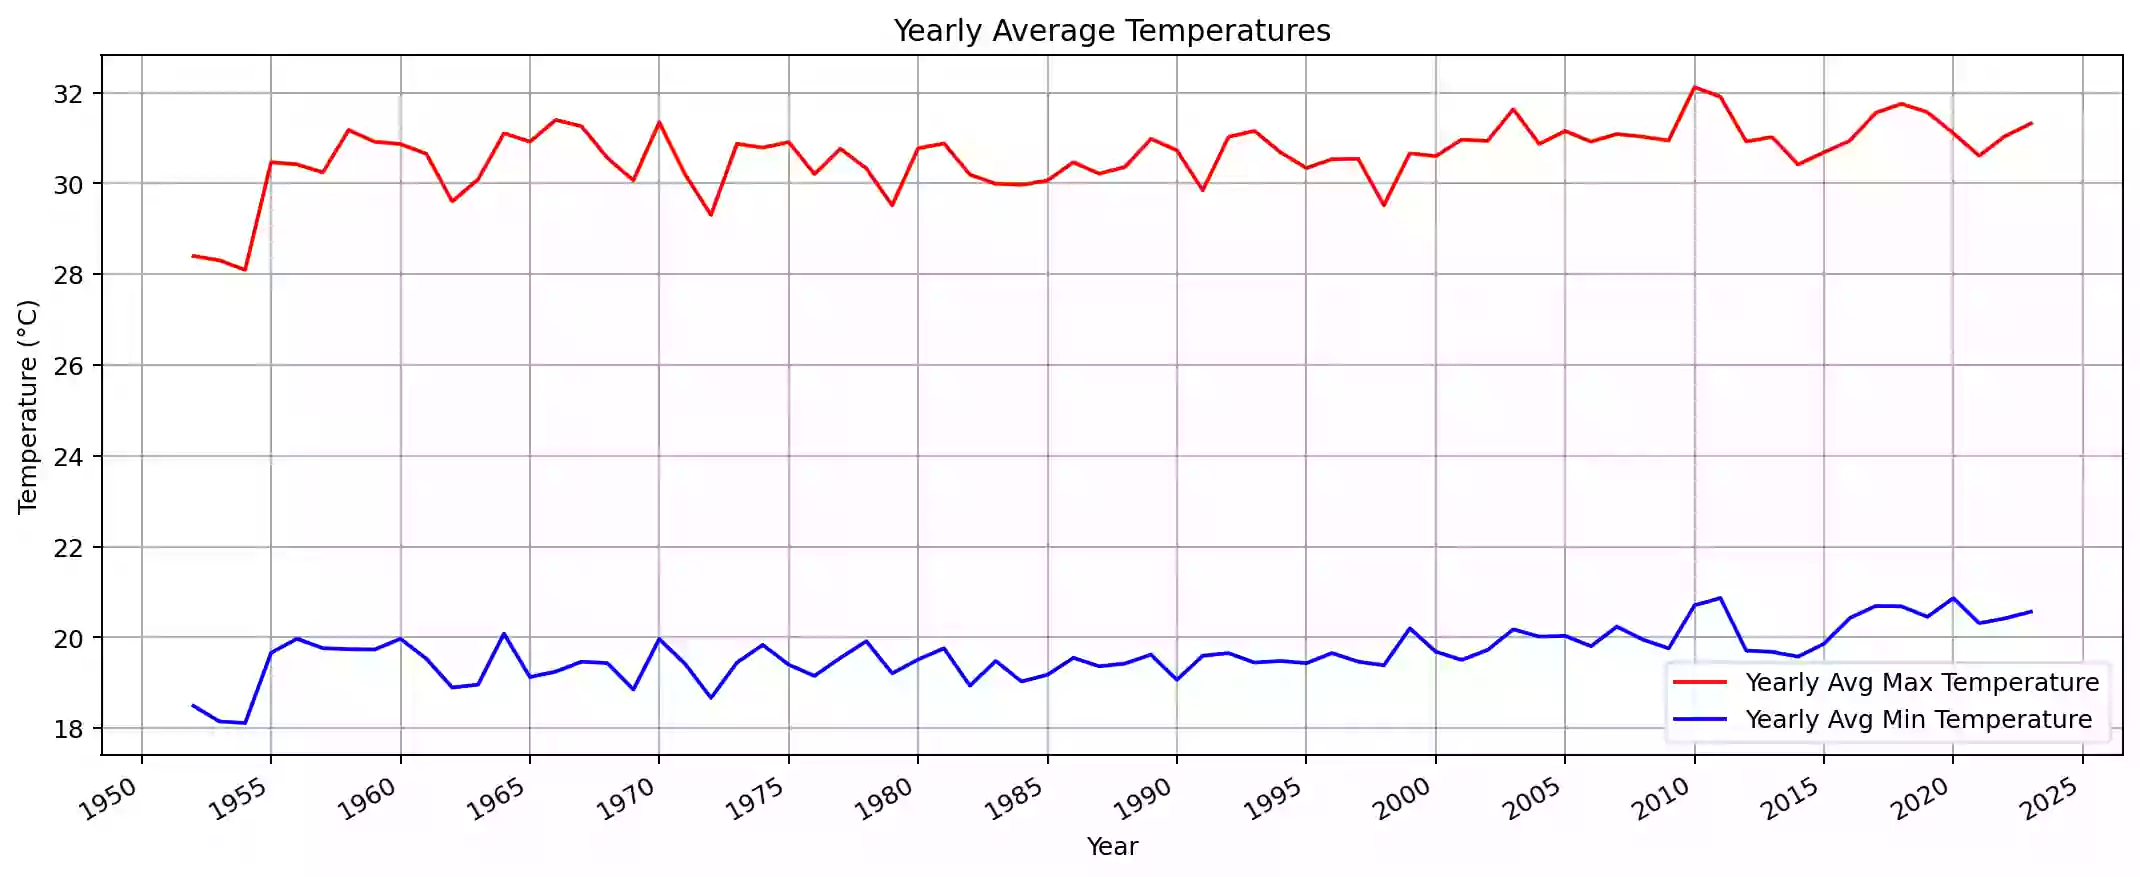 Yearly Average Temperatures
32
30
28
26
24
22
20
18
Temperature (°C)
Yearly Avg Max Temperature
Yearly Avg Min Temperature
1950 1955 1960 1965 1970 1975 1980 1985 1990 1995 2000 2005 2010 2015 2020 2025
Year